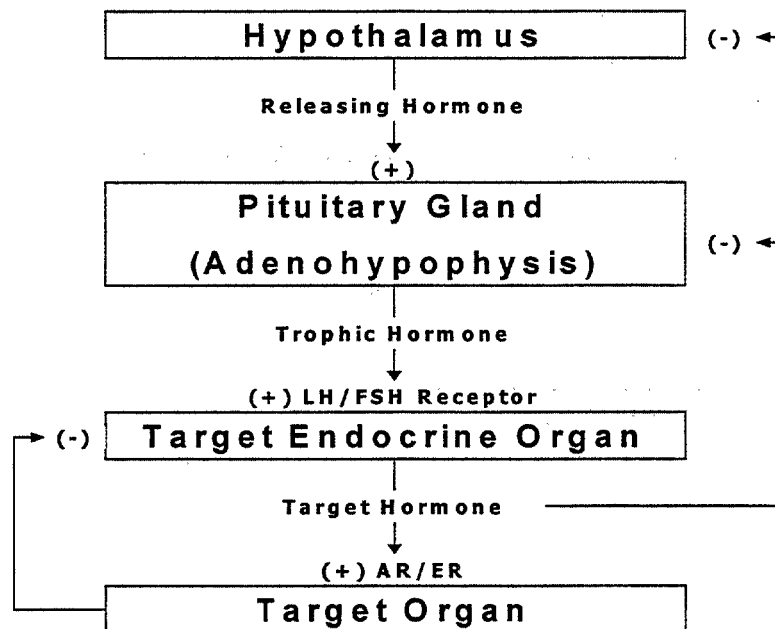 Hypothalamus
(-)
Releasing Hormone
(+)
Pituitary Gland
(Adenohypophysis)
(-)
Trophic Hormone
(+) LH/FSH Receptor
(-)
Target Endocrine Organ
Target Hormone
(+) AR/ER
Target Organ